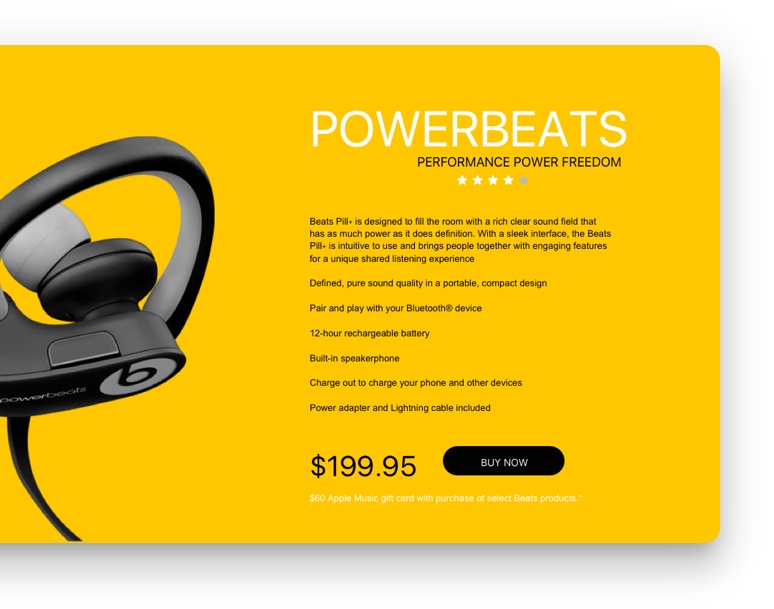 POWERBEATS
PERFORMANCE POWER FREEDOM
Beats Pill+ is designed to fill the room with a rich clear sound field that
has as much power as it does definition. With a sleek interface, the Beats
Pill+ is intuitive to use and brings people together with engaging features
for a unique shared listening experience
Defined, pure sound quality in a portable, compact design
Pair and play with your Bluetooth® device
12-hour rechargeable battery
Built-in speakerphone
Charge out to charge your phone and other devices
Power adapter and Lightning cable included
powerbeats
$199.95
BUY NOW
$60 Apple Music gift card with purchase of select Beats products.*